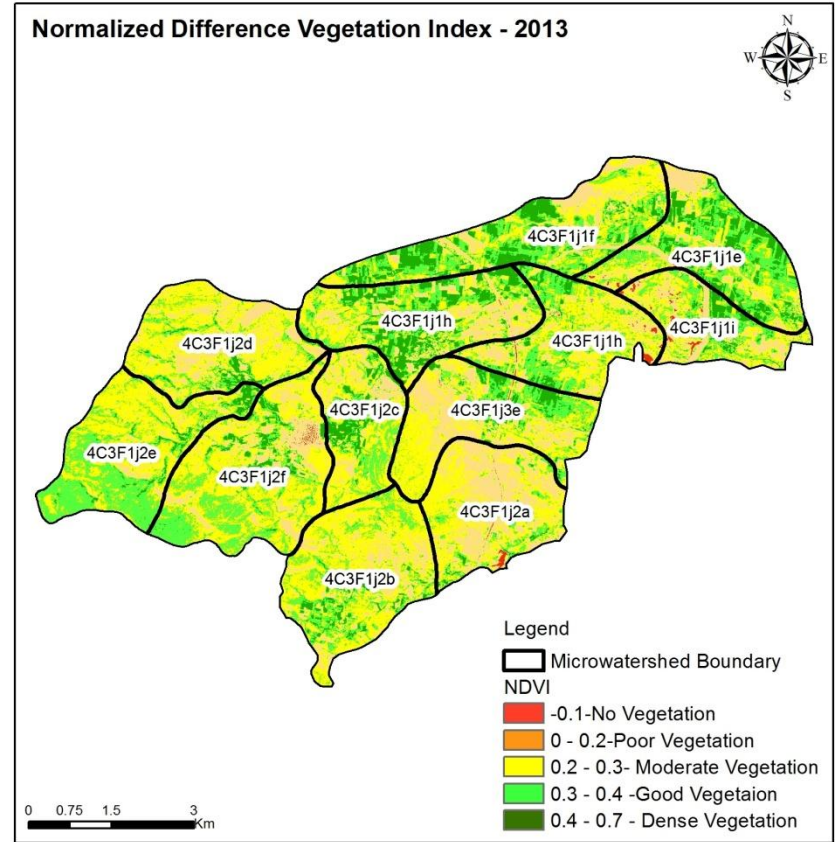 Normalized Difference Vegetation Index - 2013
N
W E
S
4C3F1j1f
4C3F1j1e
4C3F1j1h
4C3F1j1i
4C3F1j2d
4C3F1j1h
4C3F1j2c
4C3F1j3e
4C3F1j2e
4C3F1j2f
4C3F1j2a
4C3F1j2b
Legend
Microwatershed Boundary
NDVI
-0.1-No Vegetation
0 - 0.2-Poor Vegetation
0.2 - 0.3- Moderate Vegetation
0.3 - 0.4 -Good Vegetaion
0.4 - 0.7 - Dense Vegetation
0 0.75 1.5 3
Km